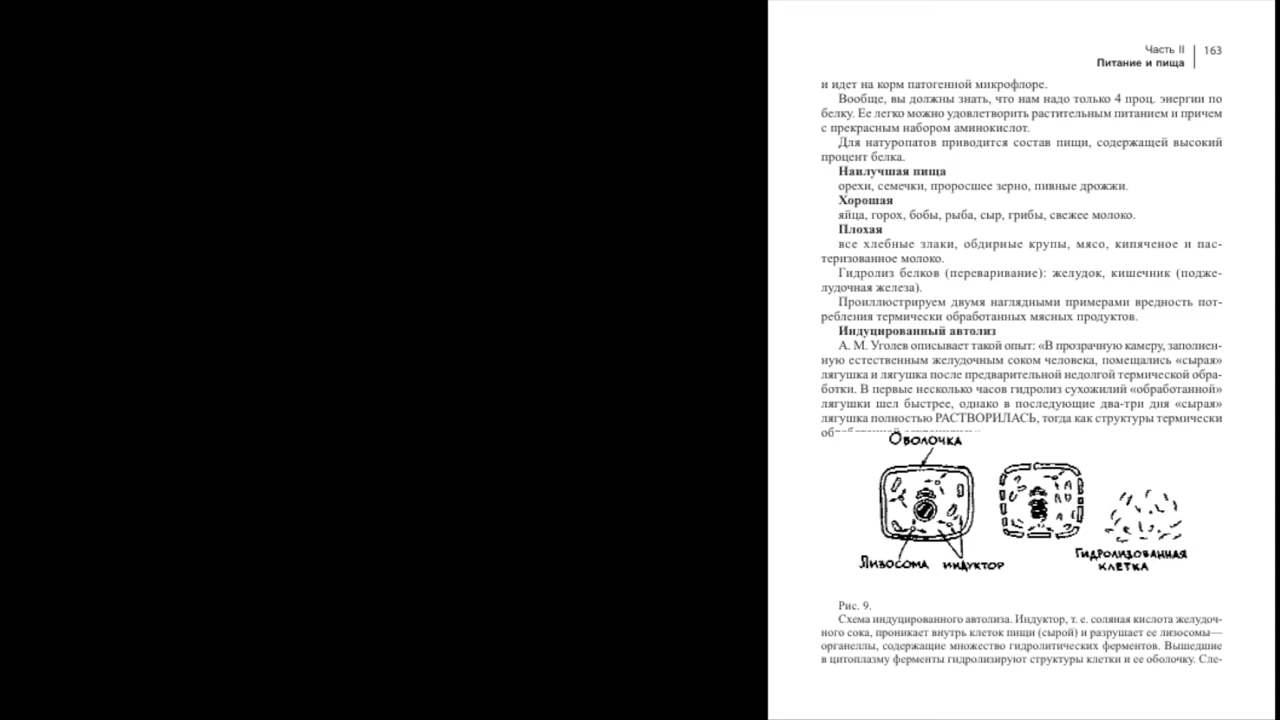 Часть II 163
Питание и пища
и идет на корм патогенной микрофлоре.
Вообще, вы должны знать, что нам надо только 4 проц. энергии по
белку. Ее легко можно удовлетворить растительным питанием и причем
с прекрасным набором аминокислот.
Для натуропатов приводится состав пищи, содержащей высокий
процент белка.
Наилучшая пища
орехи, семечки, проросшее зерно, пивные дрожжи.
Хорошая
яйца, горох, бобы, рыба, сыр, грибы, свежее молоко.
Плохая
все хлебные злаки, обдирные крупы, мясо, кипяченое и пас-
теризованное молоко.
Гидролиз белков (переваривание): желудок, кишечник (подже-
лудочная железа).
Проиллюстрируем двумя наглядными примерами вредность пот-
ребления термически обработанных мясных продуктов.
Индуцированный автолиз
А. М. Уголев описывает такой опыт: «В прозрачную камеру, заполнен-
ную естественным желудочным соком человека, помещались «сырая»
лягушка и лягушка после предварительной недолгой термической обра-
ботки. В первые несколько часов гидролиз сухожилий «обработанной»
лягушки шел быстрее, однако в последующие два-три дня «сырая»
лягушка полностью РАСТВОРИЛАСЬ, тогда как структуры термически
Оболочка
Лизосома индуктор
Гидролизованная
клетка
Рис. 9.
Схема индуцированного автолиза. Индуктор, т. е. соляная кислота желудоч-
ного сока, проникает внутрь клеток пищи (сырой) и разрушает ее лизосомы—
органеллы, содержащие множество гидролитических ферментов. Вышедшие
в цитоплазму ферменты гидролизируют структуры клетки и ее оболочку. Сле-